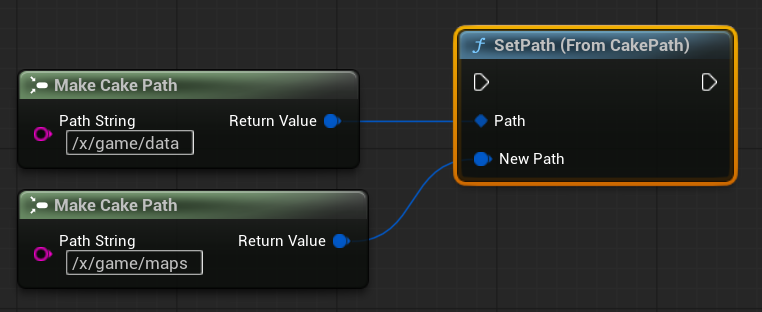 SetPath (From CakePath)
Make Cake Path
Path String
Return Value
/x/game/data
Path
New Path
Make Cake Path
Path String
Return Value
/x/game/maps